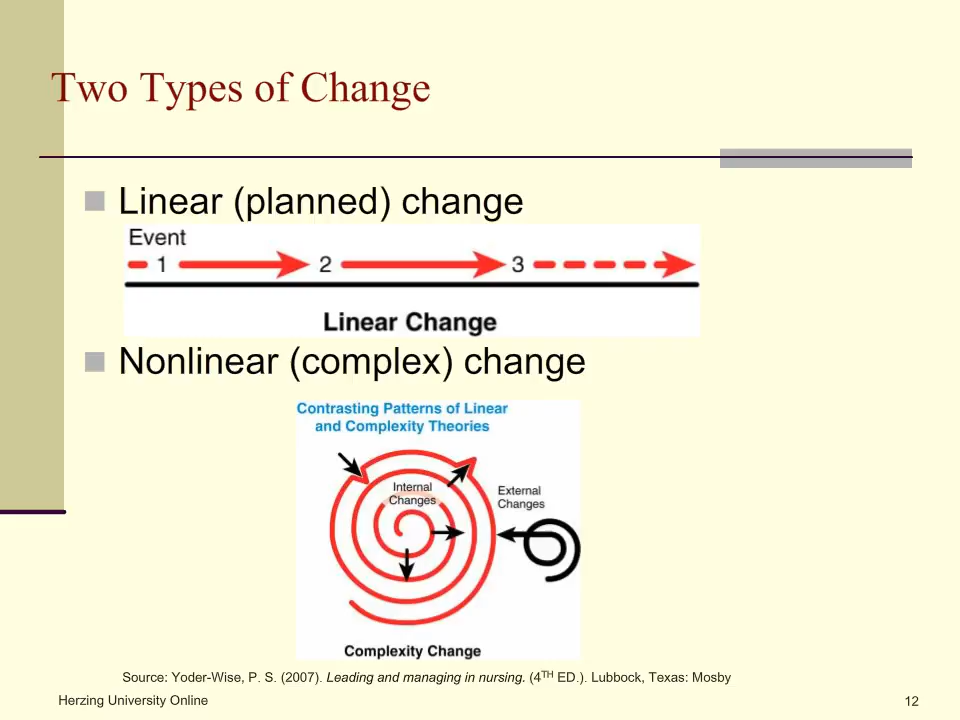 Two Types of Change
Linear (planned) change
Event
1 2 3
Linear Change
Nonlinear (complex) change
Contrasting Patterns of Linear
and Complexity Theories
Internal
Changes
External
Changes
Complexity Change
Source: Yoder-Wise, P. S. (2007). Leading and managing in nursing. (4TH ED.). Lubbock, Texas: Mosby
Herzing University Online
12